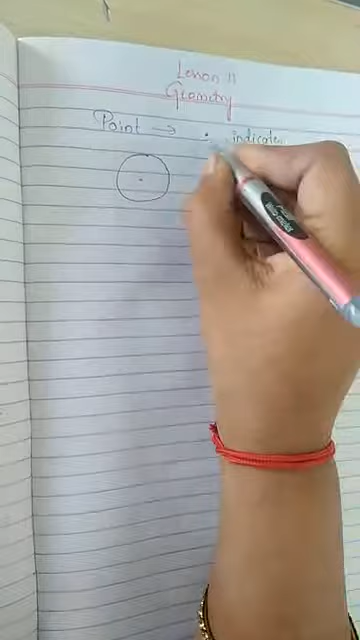 Lesson 11
Geometry
Point → . indicates